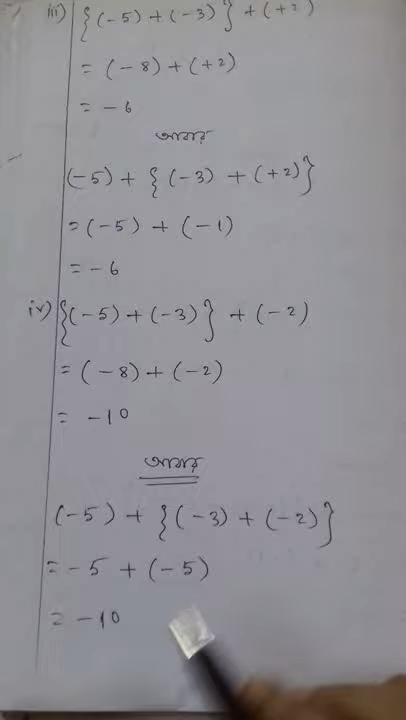 iii) {(-5) + (-3)} + (+2)
= (-8) + (+2)
= -6
আবার
(-5) + {(-3) + (+2)}
= (-5) + (-1)
= -6
iv) {(-5) + (-3)} + (-2)
= (-8) + (-2)
= -10
আবার
(-5) + {(-3) + (-2)}
= -5 + (-5)
= -10